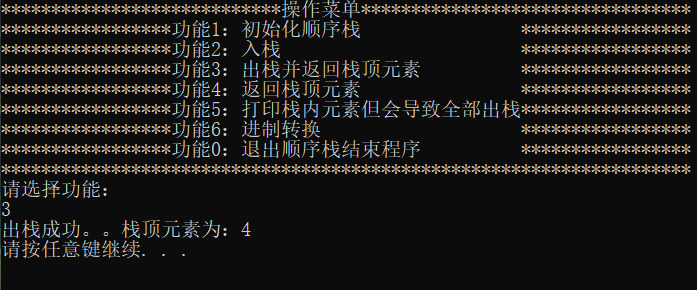 ****************************操作菜单*********************************
*****************功能1：初始化顺序栈                *****************
*****************功能2：入栈                        *****************
*****************功能3：出栈并返回栈顶元素          *****************
*****************功能4：返回栈顶元素                *****************
*****************功能5：打印栈内元素但会导致全部出栈*****************
*****************功能6：进制转换                    *****************
*****************功能0：退出顺序栈结束程序          *****************
*********************************************************************
请选择功能：
3
出栈成功。。栈顶元素为：4
请按任意键继续. . .